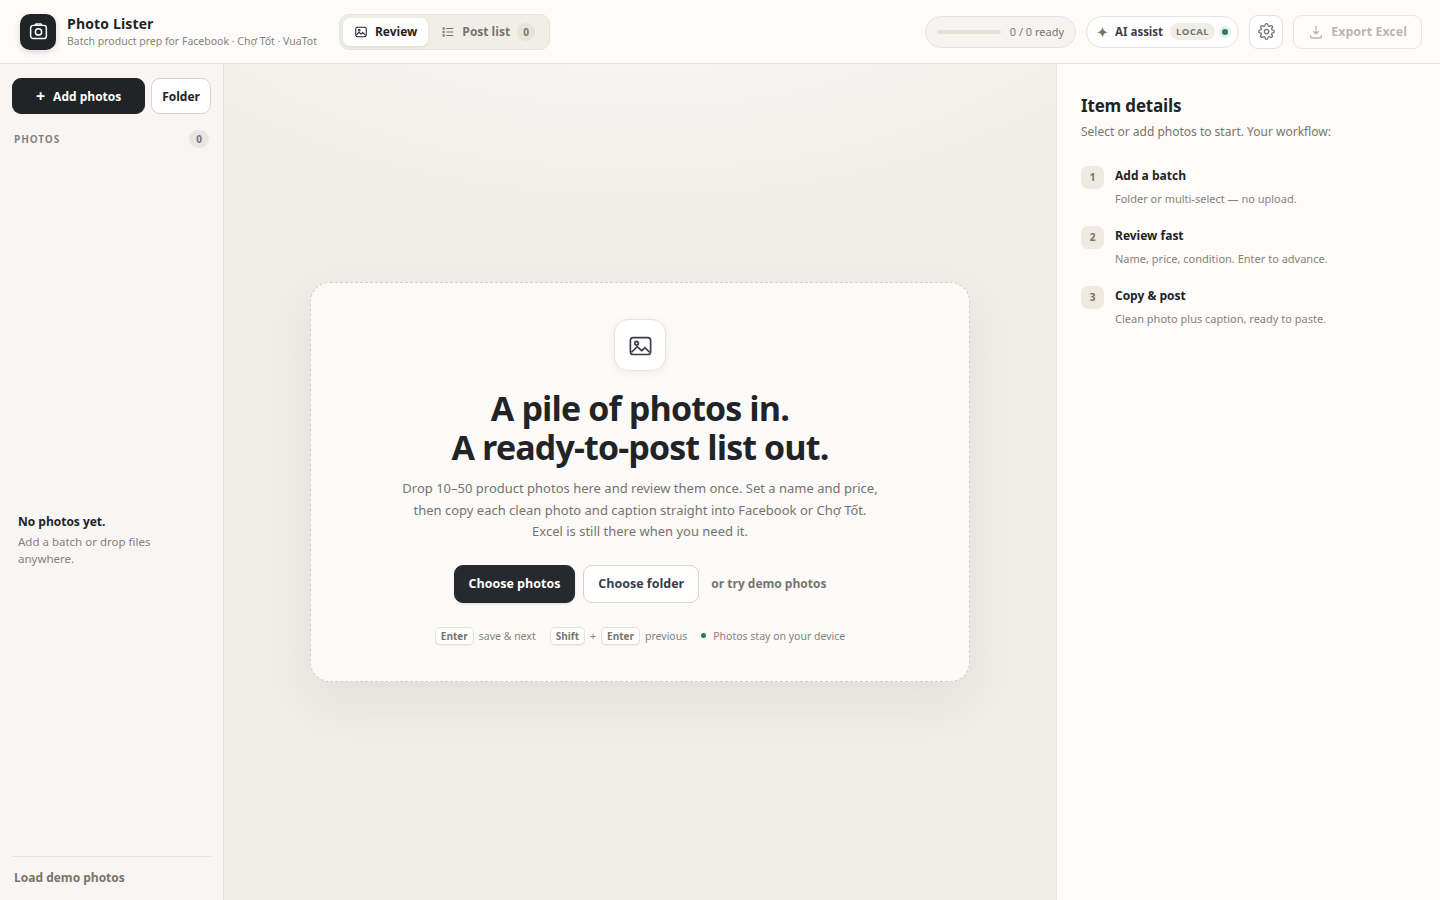 Photo Lister
Batch product prep for Facebook · Chợ Tốt · VuaTot
Review
Post list 0
0 / 0 ready
AI assist LOCAL
Export Excel
+ Add photos
Folder
PHOTOS 0
No photos yet.
Add a batch or drop files
anywhere.
Load demo photos
A pile of photos in.
A ready-to-post list out.
Drop 10–50 product photos here and review them once. Set a name and price,
then copy each clean photo and caption straight into Facebook or Chợ Tốt.
Excel is still there when you need it.
Choose photos
Choose folder
or try demo photos
Enter save & next Shift + Enter previous Photos stay on your device
Item details
Select or add photos to start. Your workflow:
1 Add a batch
Folder or multi-select — no upload.
2 Review fast
Name, price, condition. Enter to advance.
3 Copy & post
Clean photo plus caption, ready to paste.